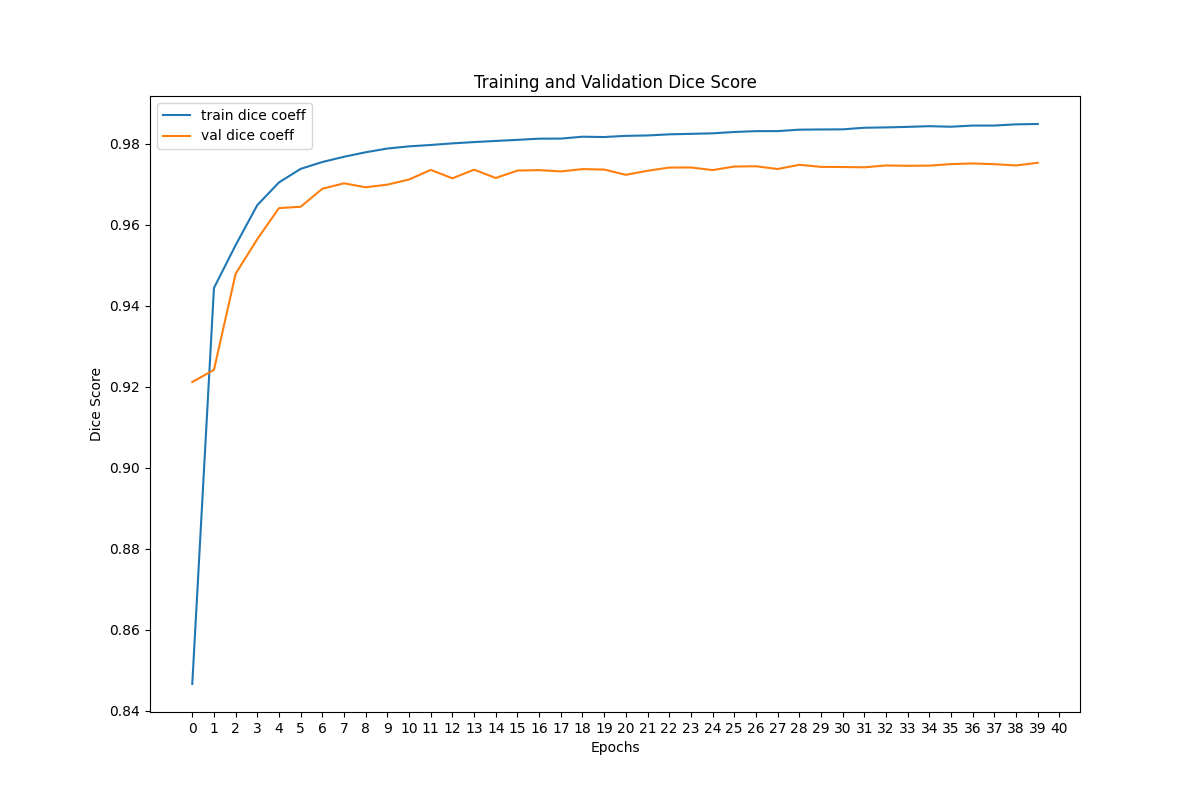 Training and Validation Dice Score
train dice coeff
val dice coeff
0.98
0.96
0.94
0.92
0.90
0.88
0.86
0.84
Dice Score
0 1 2 3 4 5 6 7 8 9 10 11 12 13 14 15 16 17 18 19 20 21 22 23 24 25 26 27 28 29 30 31 32 33 34 35 36 37 38 39 40
Epochs